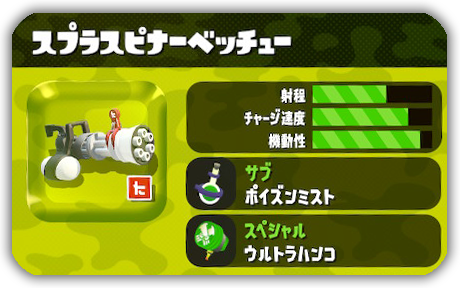 スプラスピナーベッチュー
射程
チャージ速度
機動性
た
サブ
ポイズンミスト
スペシャル
ウルトラハンコ